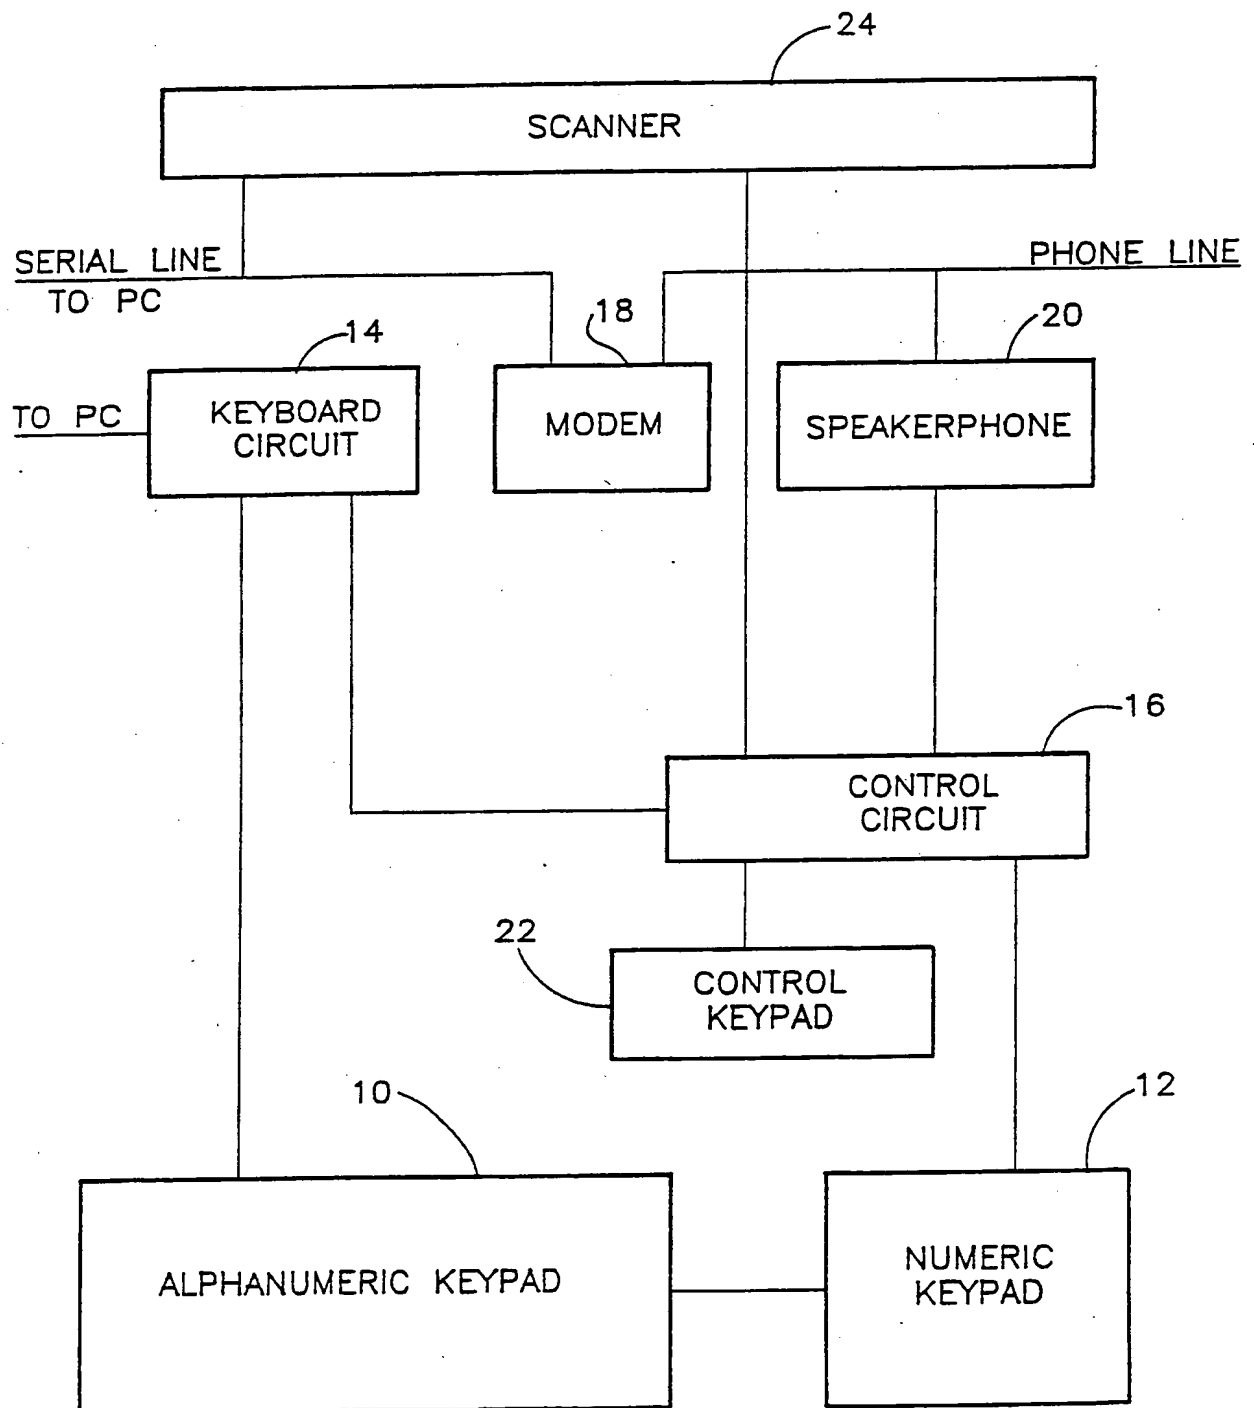 24
SCANNER
SERIAL LINE
TO PC
PHONE LINE
14
18
20
TO PC
KEYBOARD
CIRCUIT
MODEM
SPEAKERPHONE
16
CONTROL
CIRCUIT
22
CONTROL
KEYPAD
10
12
ALPHANUMERIC KEYPAD
NUMERIC
KEYPAD